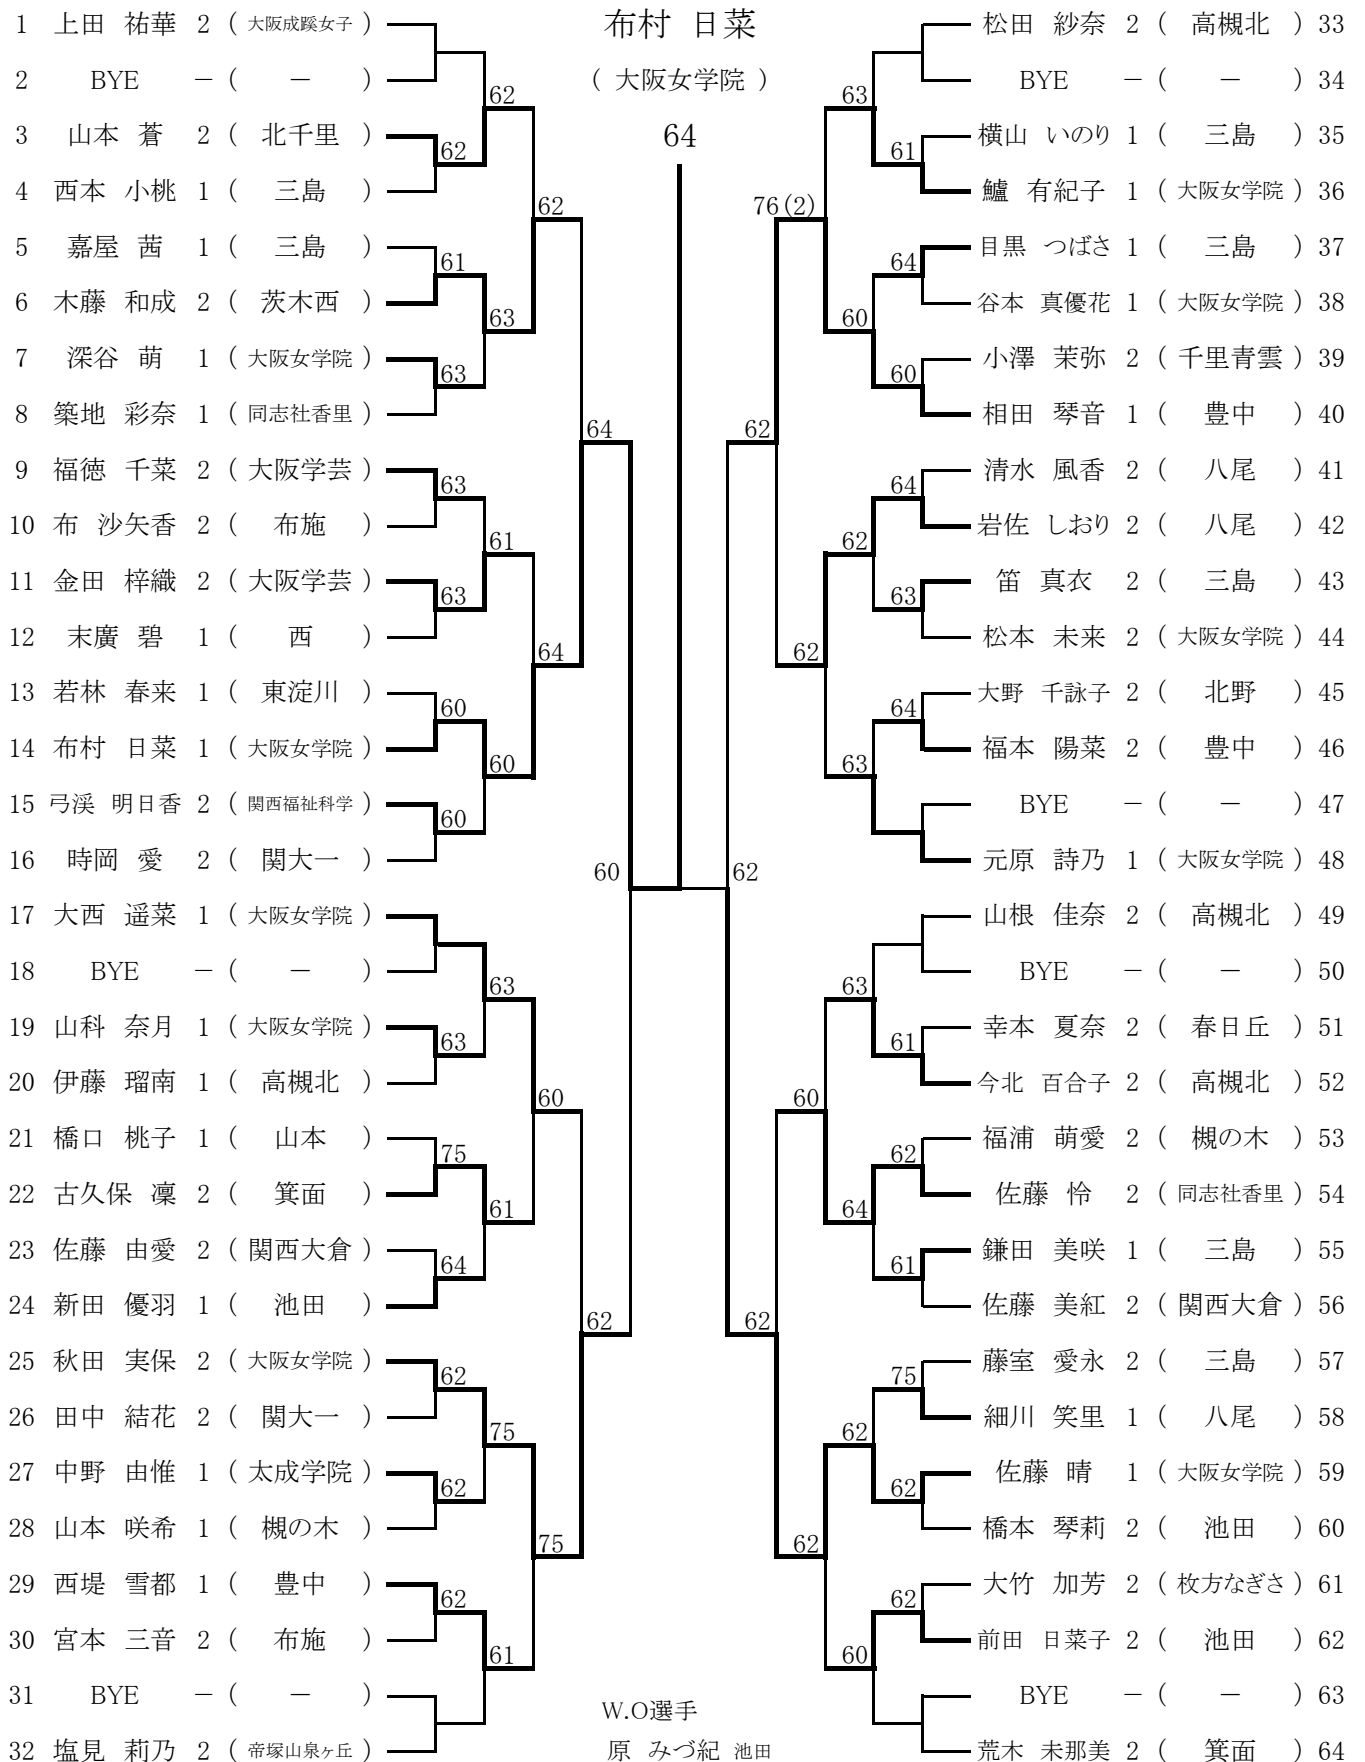 布村 日菜
( 大阪女学院 )
64
1 上田 祐華 2 ( 大阪成蹊女子 )
2 BYE - ( - )
62
3 山本 蒼 2 ( 北千里 )
62
4 西本 小桃 1 ( 三島 )
62
5 嘉屋 茜 1 ( 三島 )
61
6 木藤 和成 2 ( 茨木西 )
63
7 深谷 萌 1 ( 大阪女学院 )
63
8 築地 彩奈 1 ( 同志社香里 )
64
9 福徳 千菜 2 ( 大阪学芸 )
63
10 布 沙矢香 2 ( 布施 )
61
11 金田 梓織 2 ( 大阪学芸 )
63
12 末廣 碧 1 ( 西 )
64
13 若林 春来 1 ( 東淀川 )
60
14 布村 日菜 1 ( 大阪女学院 )
60
15 弓渓 明日香 2 ( 関西福祉科学 )
60
16 時岡 愛 2 ( 関大一 )
60
17 大西 遥菜 1 ( 大阪女学院 )
18 BYE - ( - )
63
19 山科 奈月 1 ( 大阪女学院 )
63
20 伊藤 瑠南 1 ( 高槻北 )
60
21 橋口 桃子 1 ( 山本 )
75
22 古久保 凜 2 ( 箕面 )
61
23 佐藤 由愛 2 ( 関西大倉 )
64
24 新田 優羽 1 ( 池田 )
62
25 秋田 実保 2 ( 大阪女学院 )
62
26 田中 結花 2 ( 関大一 )
75
27 中野 由惟 1 ( 太成学院 )
62
28 山本 咲希 1 ( 槻の木 )
75
29 西堤 雪都 1 ( 豊中 )
62
30 宮本 三音 2 ( 布施 )
61
31 BYE - ( - )
32 塩見 莉乃 2 ( 帝塚山泉ヶ丘 )
松田 紗奈 2 ( 高槻北 ) 33
BYE - ( - ) 34
63
横山 いのり 1 ( 三島 ) 35
61
鱸 有紀子 1 ( 大阪女学院 ) 36
76(2)
目黒 つばさ 1 ( 三島 ) 37
64
谷本 真優花 1 ( 大阪女学院 ) 38
60
小澤 茉弥 2 ( 千里青雲 ) 39
60
相田 琴音 1 ( 豊中 ) 40
62
清水 風香 2 ( 八尾 ) 41
64
岩佐 しおり 2 ( 八尾 ) 42
62
笛 真衣 2 ( 三島 ) 43
63
松本 未来 2 ( 大阪女学院 ) 44
62
大野 千詠子 2 ( 北野 ) 45
64
福本 陽菜 2 ( 豊中 ) 46
63
BYE - ( - ) 47
元原 詩乃 1 ( 大阪女学院 ) 48
62
山根 佳奈 2 ( 高槻北 ) 49
BYE - ( - ) 50
63
幸本 夏奈 2 ( 春日丘 ) 51
61
今北 百合子 2 ( 高槻北 ) 52
60
福浦 萌愛 2 ( 槻の木 ) 53
62
佐藤 怜 2 ( 同志社香里 ) 54
64
鎌田 美咲 1 ( 三島 ) 55
61
佐藤 美紅 2 ( 関西大倉 ) 56
62
藤室 愛永 2 ( 三島 ) 57
75
細川 笑里 1 ( 八尾 ) 58
62
佐藤 晴 1 ( 大阪女学院 ) 59
62
橋本 琴莉 2 ( 池田 ) 60
62
大竹 加芳 2 ( 枚方なぎさ ) 61
62
前田 日菜子 2 ( 池田 ) 62
60
BYE - ( - ) 63
荒木 未那美 2 ( 箕面 ) 64
W.O選手
原 みづ紀 池田